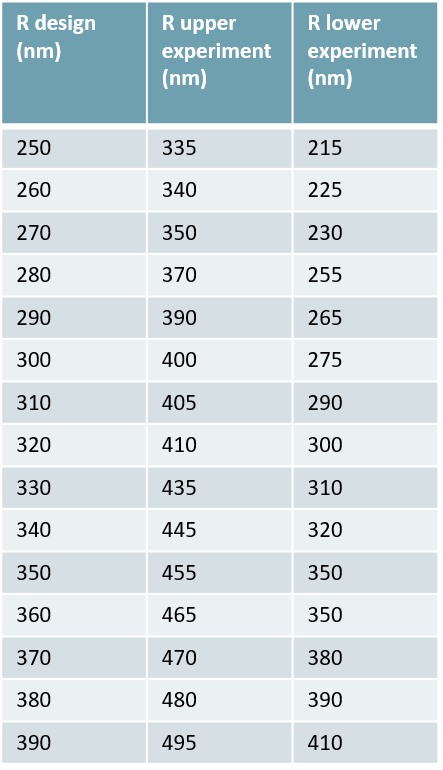 R design (nm) R upper experiment (nm) R lower experiment (nm)
250 335 215
260 340 225
270 350 230
280 370 255
290 390 265
300 400 275
310 405 290
320 410 300
330 435 310
340 445 320
350 455 350
360 465 350
370 470 380
380 480 390
390 495 410